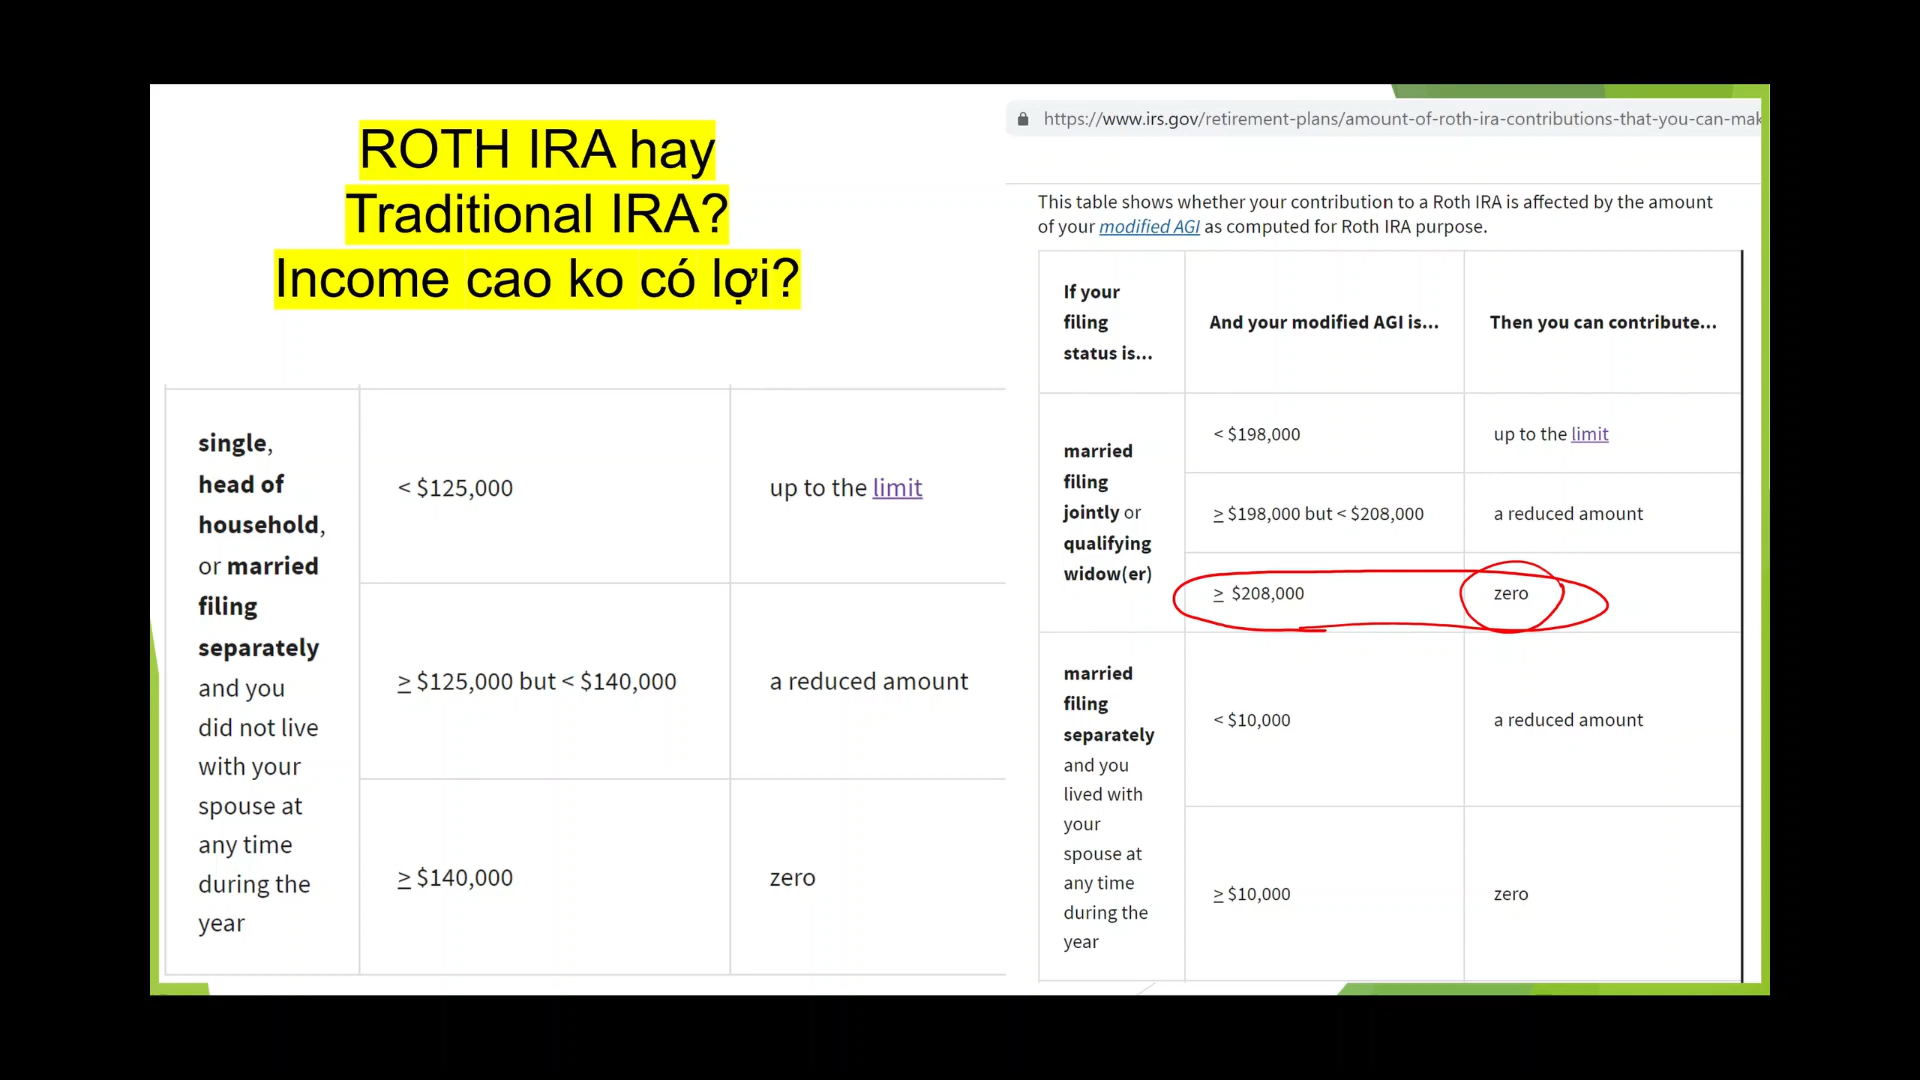 ROTH IRA hay
Traditional IRA?
Income cao ko có lợi?
single,
head of
household,
or married
filing
separately
and you
did not live
with your
spouse at
any time
during the
year
< $125,000
up to the limit
≥ $125,000 but < $140,000
a reduced amount
≥ $140,000
zero
https://www.irs.gov/retirement-plans/amount-of-roth-ira-contributions-that-you-can-mak
This table shows whether your contribution to a Roth IRA is affected by the amount
of your modified AGI as computed for Roth IRA purpose.
If your
filing
status is...
And your modified AGI is...
Then you can contribute...
married
filing
jointly or
qualifying
widow(er)
< $198,000
up to the limit
≥ $198,000 but < $208,000
a reduced amount
≥ $208,000
zero
married
filing
separately
and you
lived with
your
spouse at
any time
during the
year
< $10,000
a reduced amount
≥ $10,000
zero